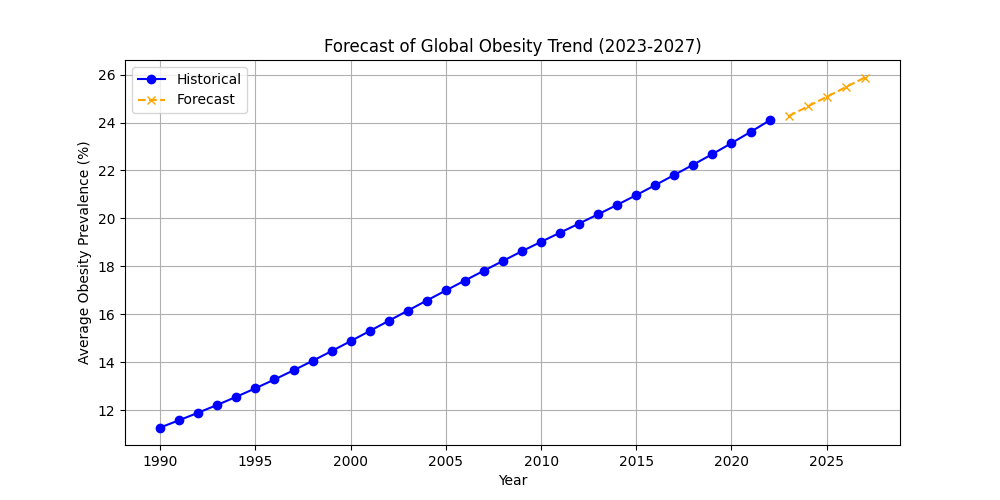 Forecast of Global Obesity Trend (2023-2027)
Historical
Forecast
Average Obesity Prevalence (%)
26
24
22
20
18
16
14
12
1990 1995 2000 2005 2010 2015 2020 2025
Year